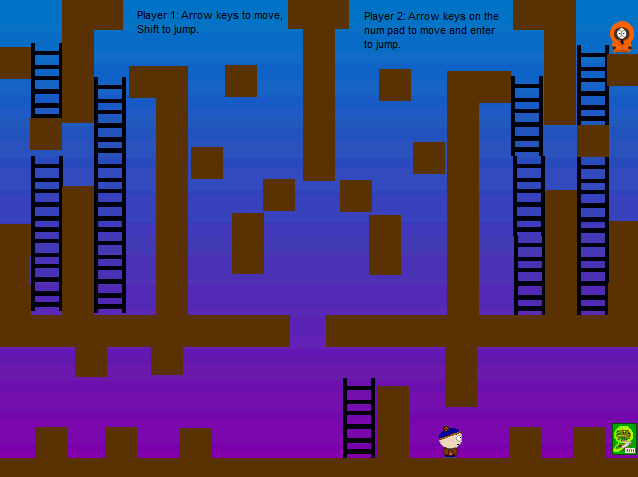 Player 1: Arrow keys to move,
Shift to jump.
Player 2: Arrow keys on the
num pad to move and enter
to jump.